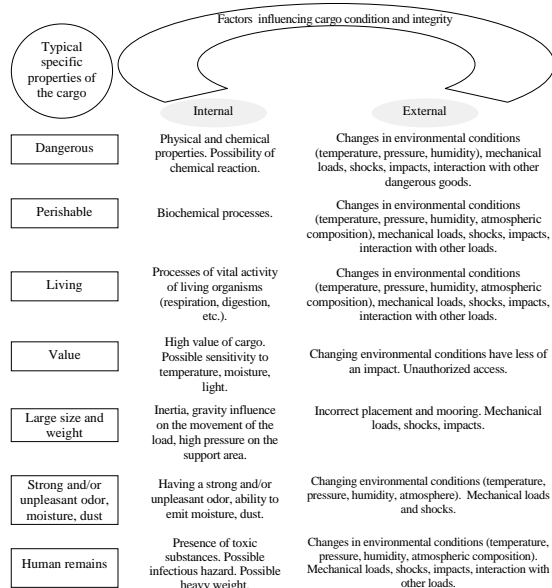 Factors influencing cargo condition and integrity
Typical
specific
properties of
the cargo
Internal
External
Dangerous
Physical and chemical
properties. Possibility of
chemical reaction.
Changes in environmental conditions
(temperature, pressure, humidity), mechanical
loads, shocks, impacts, interaction with other
dangerous goods.
Perishable
Biochemical processes.
Changes in environmental conditions
(temperature, pressure, humidity, atmospheric
composition), mechanical loads, shocks, impacts,
interaction with other loads.
Living
Processes of vital activity
of living organisms
(respiration, digestion,
etc.).
Changes in environmental conditions
(temperature, pressure, humidity, atmospheric
composition), mechanical loads, shocks, impacts,
interaction with other loads.
Value
High value of cargo.
Possible sensitivity to
temperature, moisture,
light.
Changing environmental conditions have less of
an impact. Unauthorized access.
Large size and
weight
Inertia, gravity influence
on the movement of the
load, high pressure on the
support area.
Incorrect placement and mooring. Mechanical
loads, shocks, impacts.
Strong and/or
unpleasant odor,
moisture, dust
Having a strong and/or
unpleasant odor, ability to
emit moisture, dust.
Changing environmental conditions (temperature,
pressure, humidity, atmosphere). Mechanical loads
and shocks.
Human remains
Presence of toxic
substances. Possible
infectious hazard. Possible
heavy weight.
Changes in environmental conditions (temperature,
pressure, humidity, atmospheric composition).
Mechanical loads, shocks, impacts, interaction with
other loads.